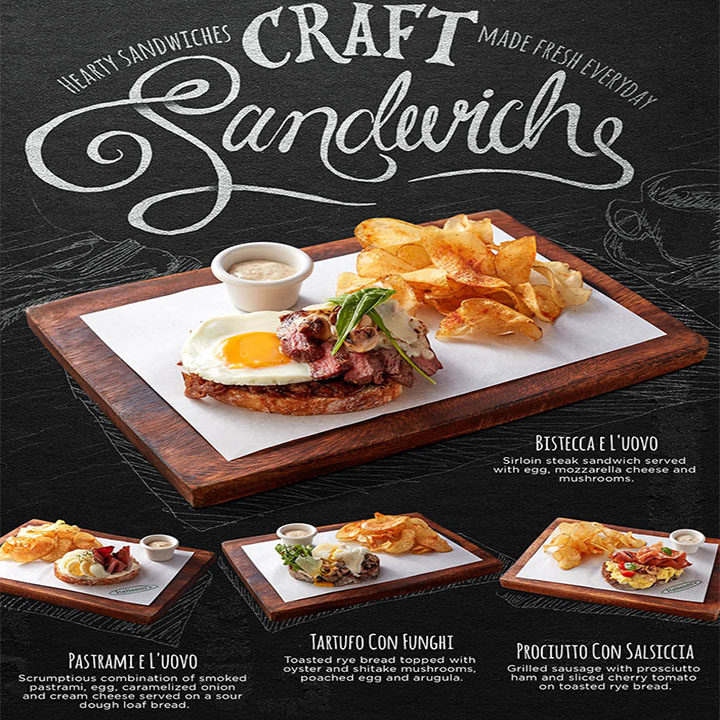 HEARTY SANDWICHES
CRAFT
MADE FRESH EVERYDAY
Sandwich's
BISTECCA E L'UOVO
Sirloin steak sandwich served
with egg, mozzarella cheese and
mushrooms.
Italianni's
PASTRAMI E L'UOVO
Scrumptious combination of smoked
pastrami, egg, caramelized onion
and cream cheese served on a sour
dough loaf bread.
TARTUFO CON FUNGHI
Toasted rye bread topped with
oyster and shitake mushrooms,
poached egg and arugula.
Italianni's
PROCIUTTO CON SALSICCIA
Grilled sausage with prosciutto
ham and sliced cherry tomato
on toasted rye bread.